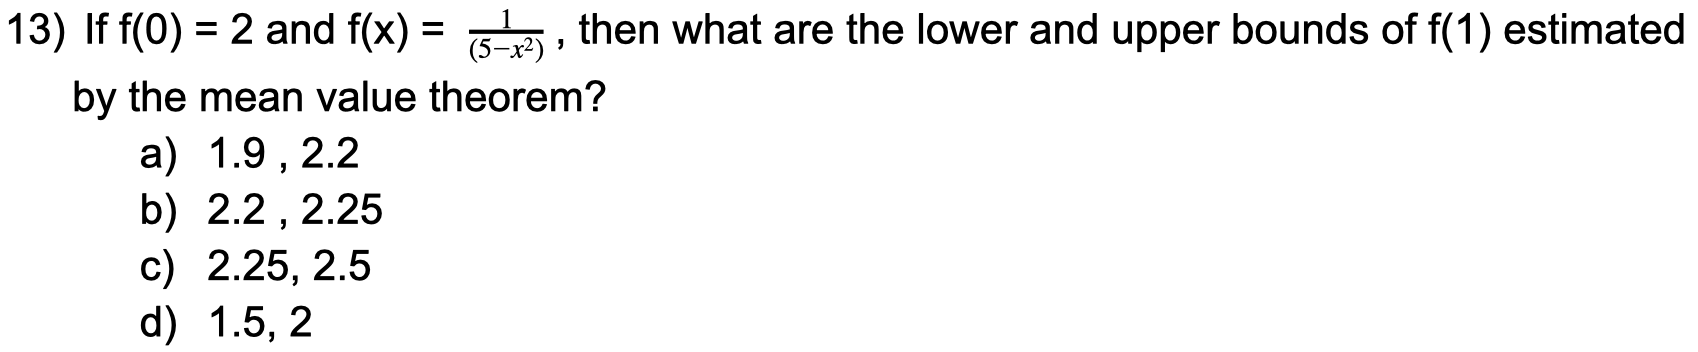 13) If f(0) = 2 and f(x) = \frac{1}{(5−x²)} , then what are the lower and upper bounds of f(1) estimated
by the mean value theorem?
a) 1.9 , 2.2
b) 2.2 , 2.25
c) 2.25, 2.5
d) 1.5, 2